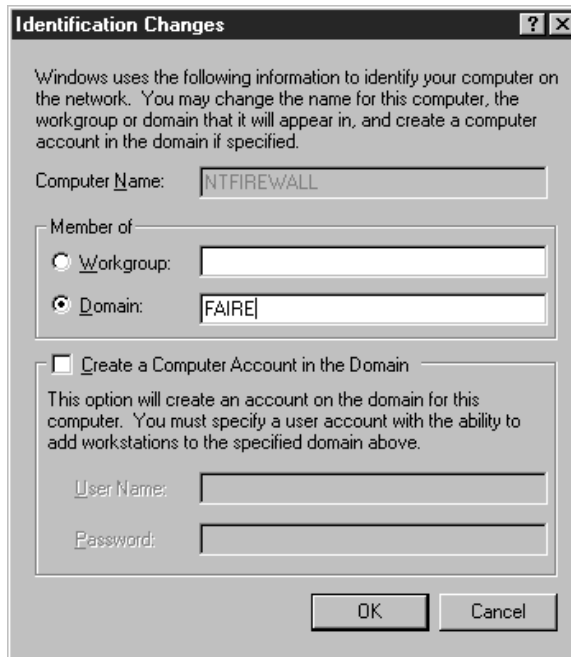 Identification Changes
Windows uses the following information to identify your computer on
the network. You may change the name for this computer, the
workgroup or domain that it will appear in, and create a computer
account in the domain if specified.
Computer Name: NTFIREWALL
Member of
Workgroup:
Domain: FAIRE
Create a Computer Account in the Domain
This option will create an account on the domain for this
computer. You must specify a user account with the ability to
add workstations to the specified domain above.
User Name:
Password:
OK Cancel